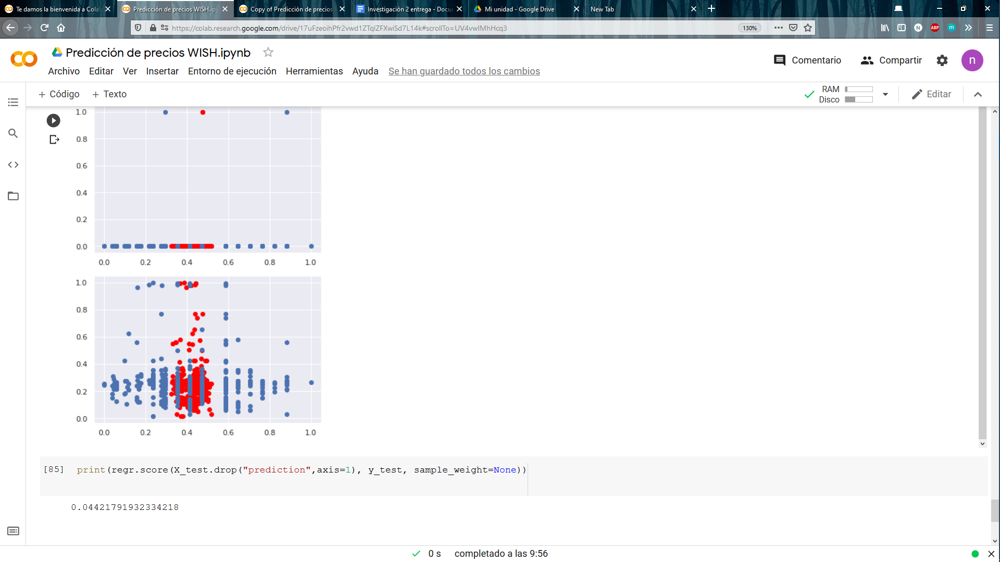 Te damos la bienvenida a Colab
Predicción de precios WISH.ipy
Copy of Predicción de precios
Investigación 2 entrega - Docu
Mi unidad - Google Drive
New Tab
https://colab.research.google.com/drive/17uFzeoihPfr2vwd1ZTqlZFXwiSd7L14k#scrollTo=UV4vwIMhHcq3
130%
N
ABP
m
Predicción de precios WISH.ipynb
Comentario
Compartir
n
Archivo Editar Ver Insertar Entorno de ejecución Herramientas Ayuda Se han guardado todos los cambios
+ Código + Texto
RAM
Disco
Editar
1.0
0.8
0.6
0.4
0.2
0.0
0.0 0.2 0.4 0.6 0.8 1.0
1.0
0.8
0.6
0.4
0.2
0.0
0.0 0.2 0.4 0.6 0.8 1.0
[85] print(regr.score(X_test.drop("prediction",axis=1), y_test, sample_weight=None))
0.04421791932334218
0 s completado a las 9:56